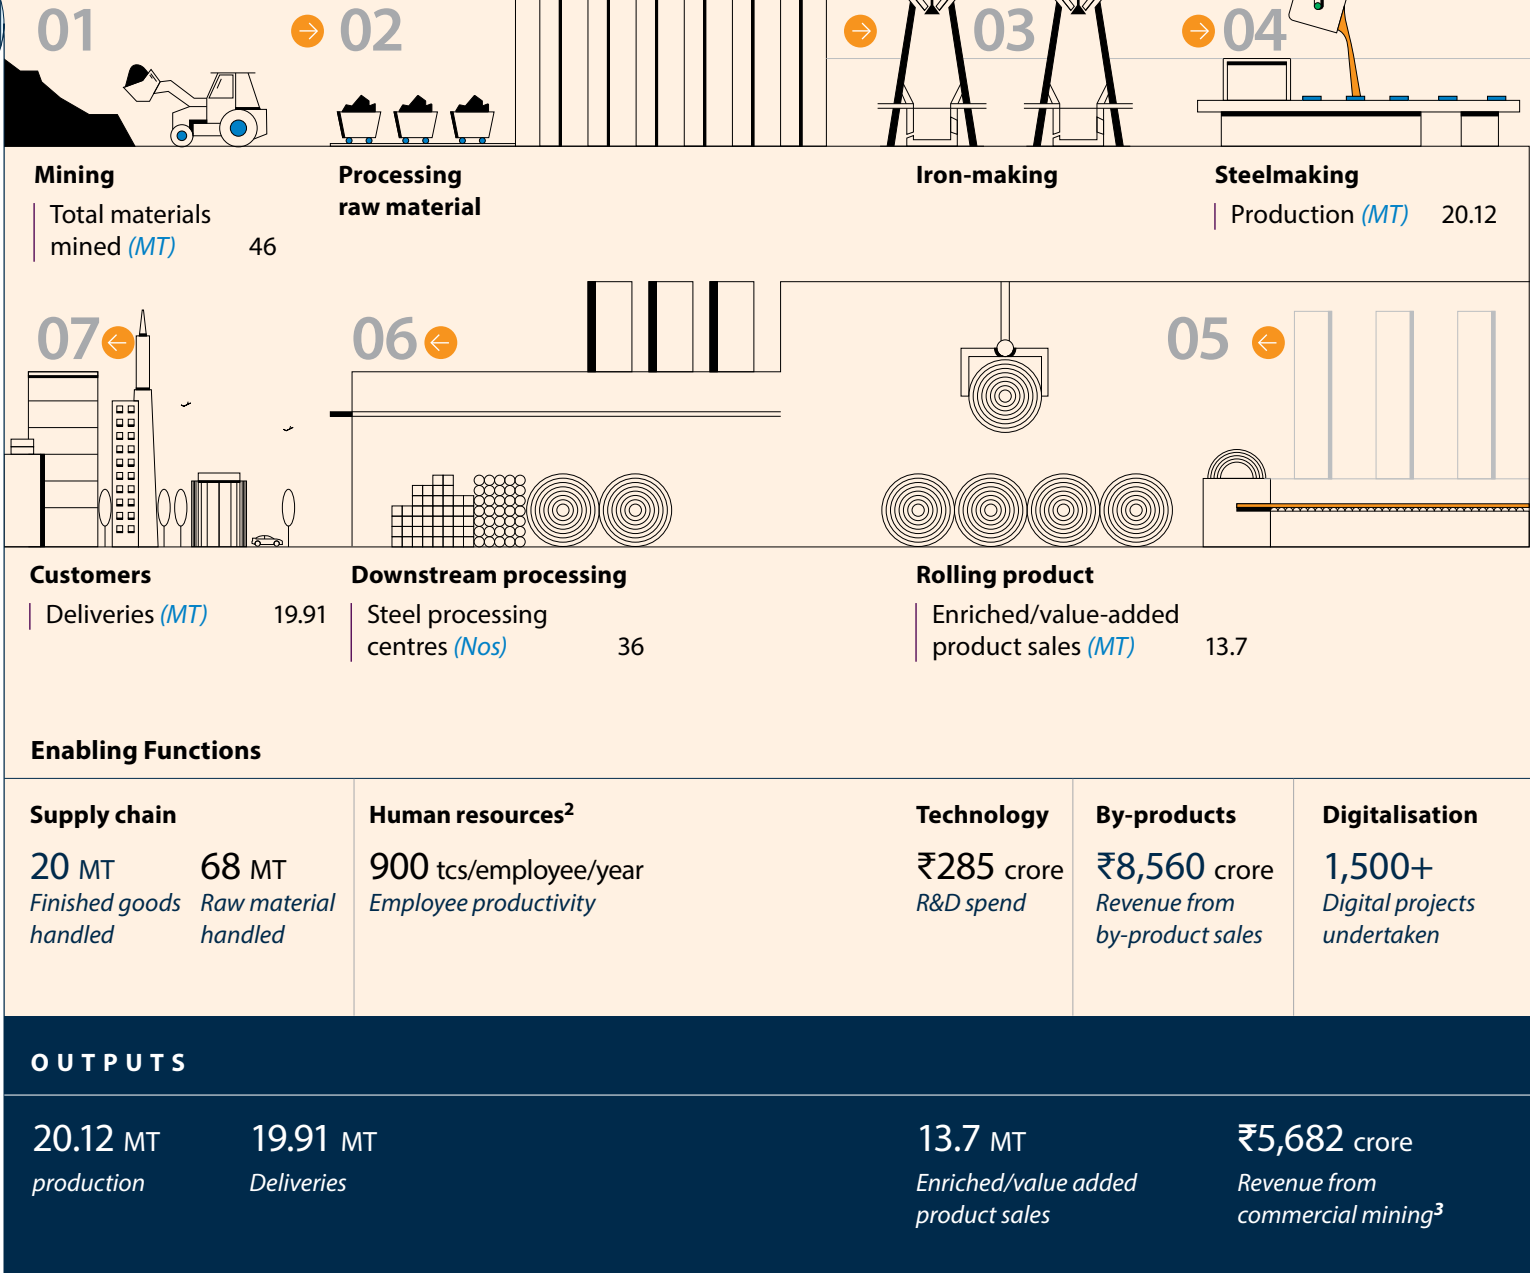 01
02
03
04
Mining
Total materials
mined (MT) 46
Processing
raw material
Iron-making
Steelmaking
Production (MT) 20.12
07
06
05
Customers
Deliveries (MT) 19.91
Downstream processing
Steel processing
centres (Nos) 36
Rolling product
Enriched/value-added
product sales (MT) 13.7
Enabling Functions
Supply chain
20 MT
Finished goods
handled
68 MT
Raw material
handled
Human resources²
900 tcs/employee/year
Employee productivity
Technology
₹285 crore
R&D spend
By-products
₹8,560 crore
Revenue from
by-product sales
Digitalisation
1,500+
Digital projects
undertaken
OUTPUTS
20.12 MT
production
19.91 MT
Deliveries
13.7 MT
Enriched/value added
product sales
₹5,682 crore
Revenue from
commercial mining³